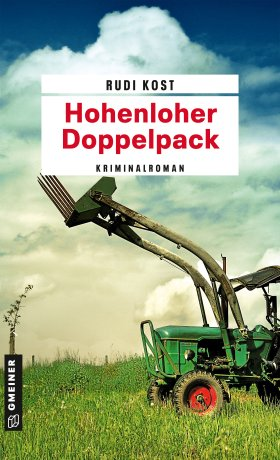 RUDI KOST
Hohenloher
Doppelpack
KRIMINALROMAN
GMEINER